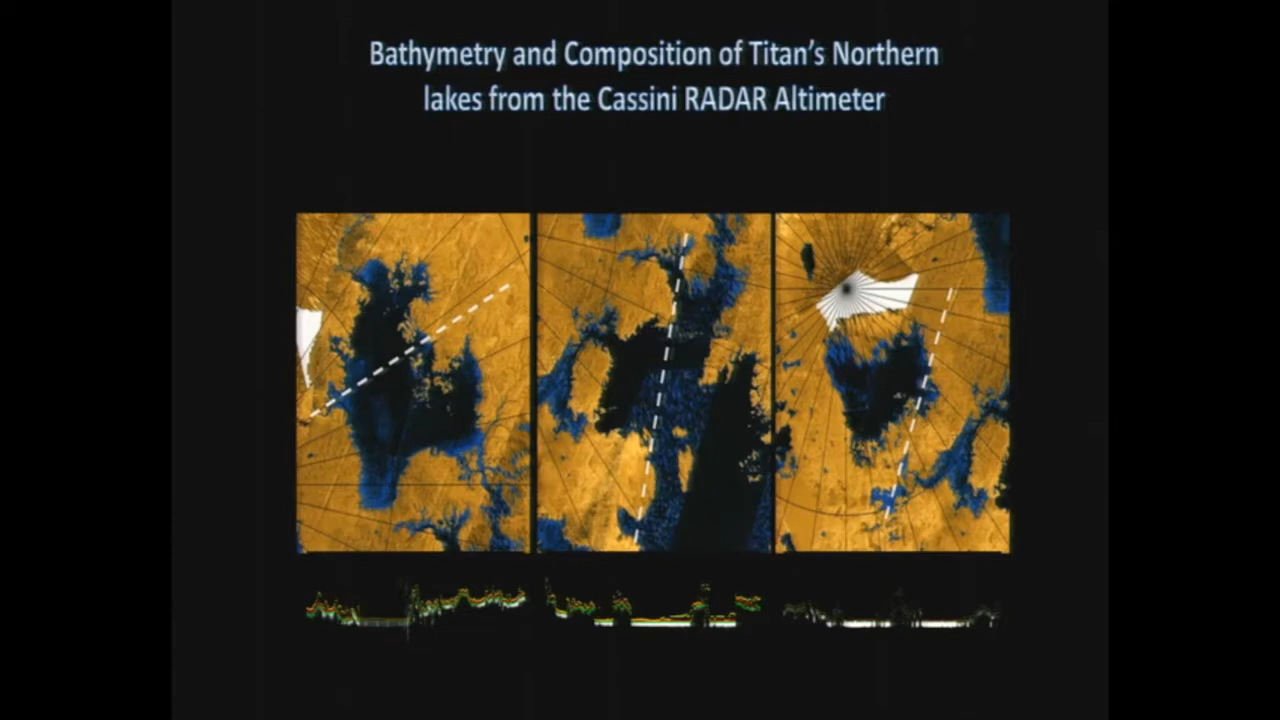 Bathymetry and Composition of Titan's Northern
lakes from the Cassini RADAR Altimeter